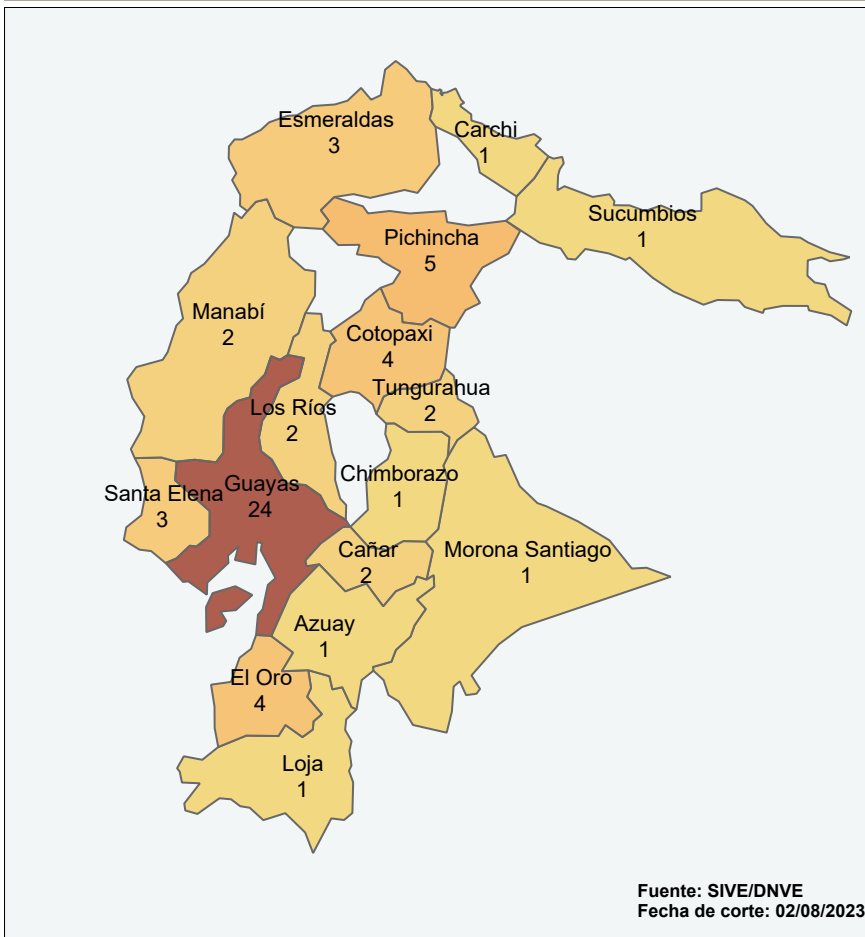 Esmeraldas
3
Carchi
1
Sucumbios
1
Pichincha
5
Manabí
2
Cotopaxi
4
Tungurahua
2
Los Ríos
2
Chimborazo
1
Santa Elena
3
Guayas
24
Cañar
2
Morona Santiago
1
Azuay
1
El Oro
4
Loja
1
Fuente: SIVE/DNVE
Fecha de corte: 02/08/2023